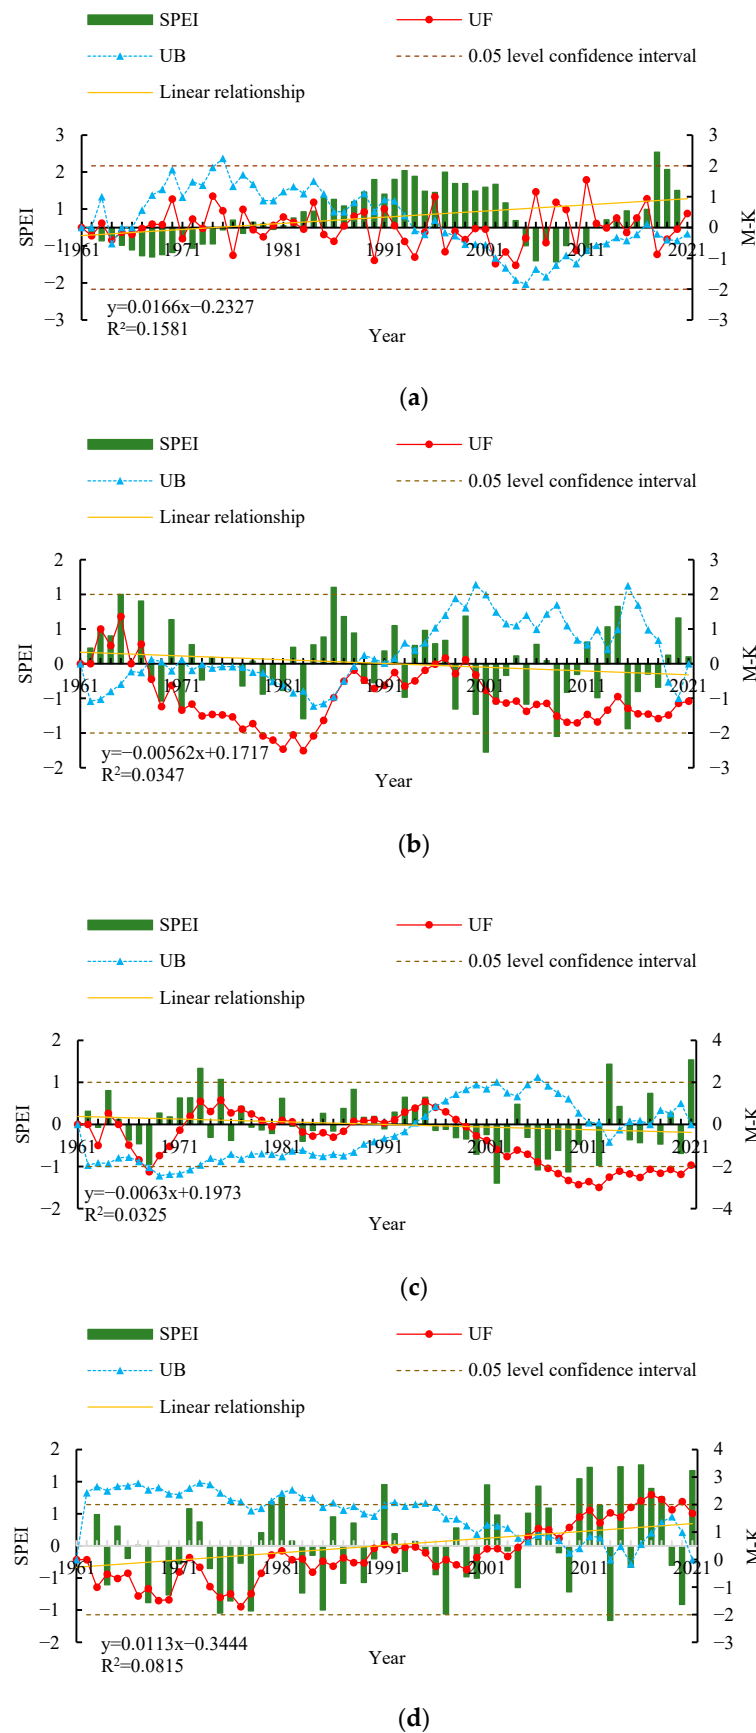 SPEI UF
UB 0.05 level confidence interval
Linear relationship
3 3
2 2
1 1
0 0
−1 −1
−2 −2
−3 −3
1961 1971 1981 1991 2001 2011 2021
SPEI
M-K
y=0.0166x−0.2327
R²=0.1581
Year
(a)
SPEI UF
UB 0.05 level confidence interval
Linear relationship
2 3
1 2
1 1
0 0
−1 −1
−1 −2
−2 −3
1961 1971 1981 1991 2001 2011 2021
SPEI
M-K
y=−0.00562x+0.1717
R²=0.0347
Year
(b)
SPEI UF
UB 0.05 level confidence interval
Linear relationship
2 4
1 2
0 0
−1 −2
−2 −4
1961 1971 1981 1991 2001 2011 2021
SPEI
M-K
y=−0.0063x+0.1973
R²=0.0325
Year
(c)
SPEI UF
UB 0.05 level confidence interval
Linear relationship
2 4
1 3
1 2
0 1
−1 0
−1 −1
−2 −2
−3
1961 1971 1981 1991 2001 2011 2021
SPEI
M-K
y=0.0113x−0.3444
R²=0.0815
Year
(d)